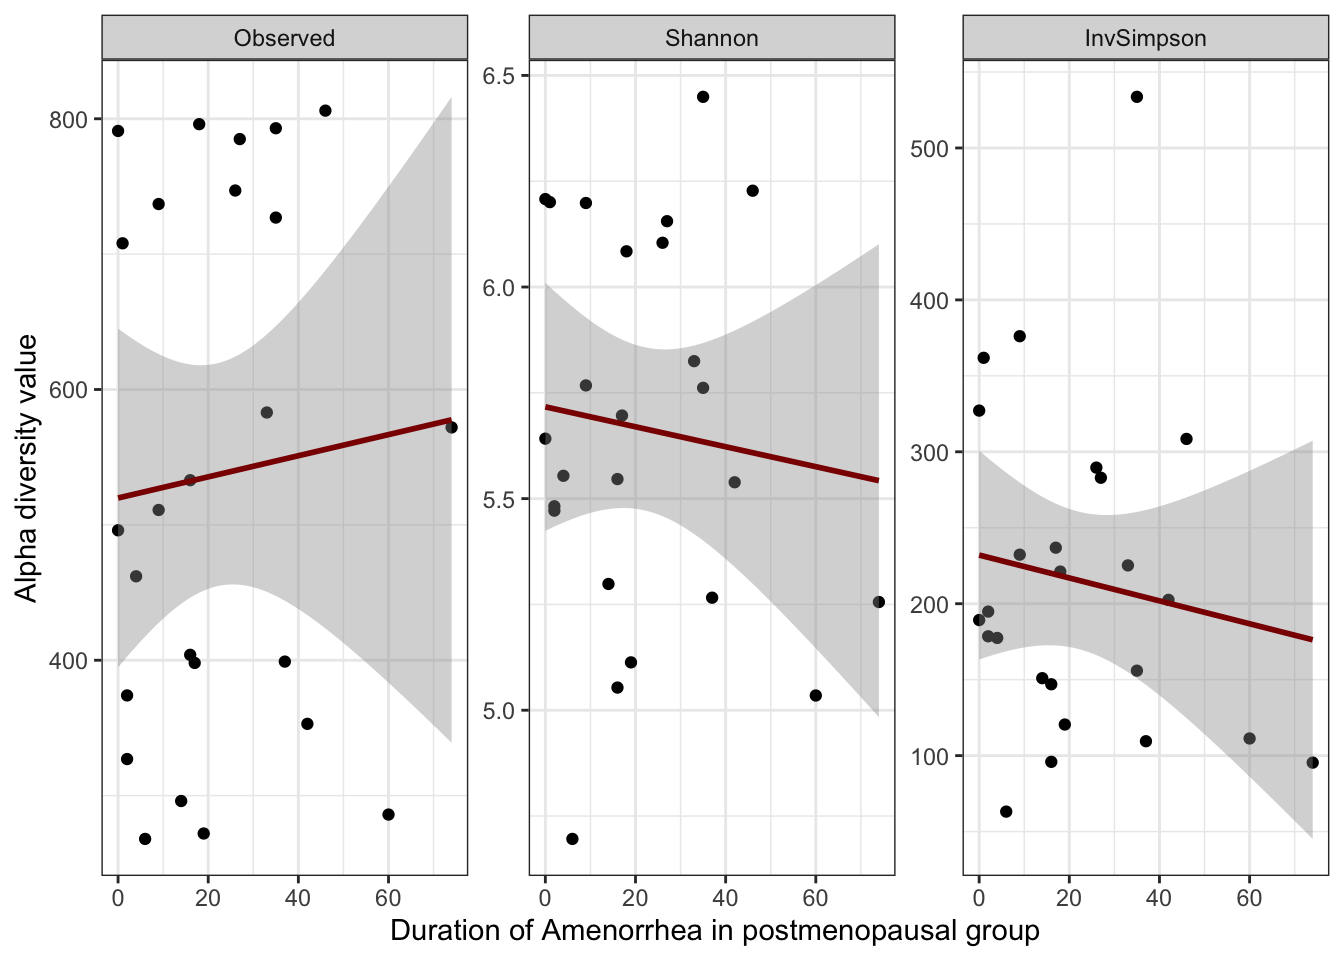 Observed
Shannon
InvSimpson
Alpha diversity value
800
600
400
6.5
6.0
5.5
5.0
500
400
300
200
100
0 20 40 60
0 20 40 60
0 20 40 60
Duration of Amenorrhea in postmenopausal group